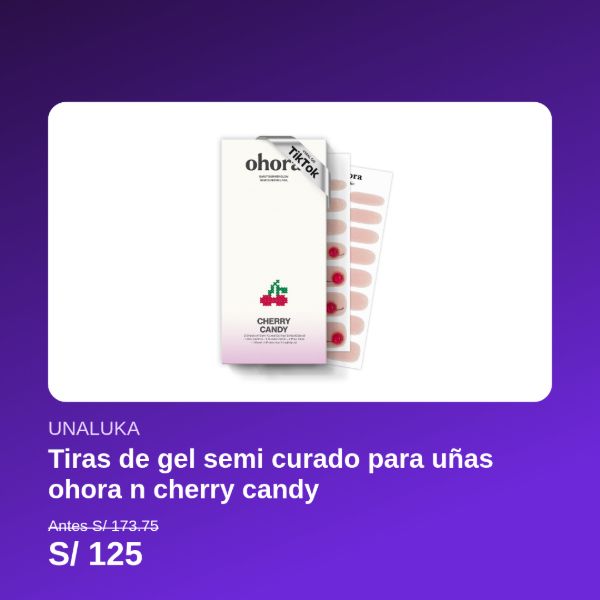 ohora
TikTok
ora
CHERRY
CANDY
UNALUKA
Tiras de gel semi curado para uñas
ohora n cherry candy
Antes S/ 173.75
S/ 125